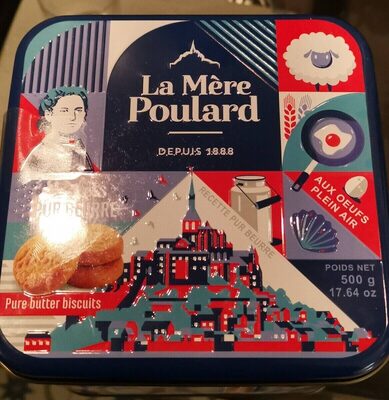 La Mère
Poulard
DEPUIS 1888
PUR BEURRE
RECETTE PUR BEURRE
AUX OEUFS
PLEIN AIR
POIDS NET
500 g
17.64 oz
Pure butter biscuits